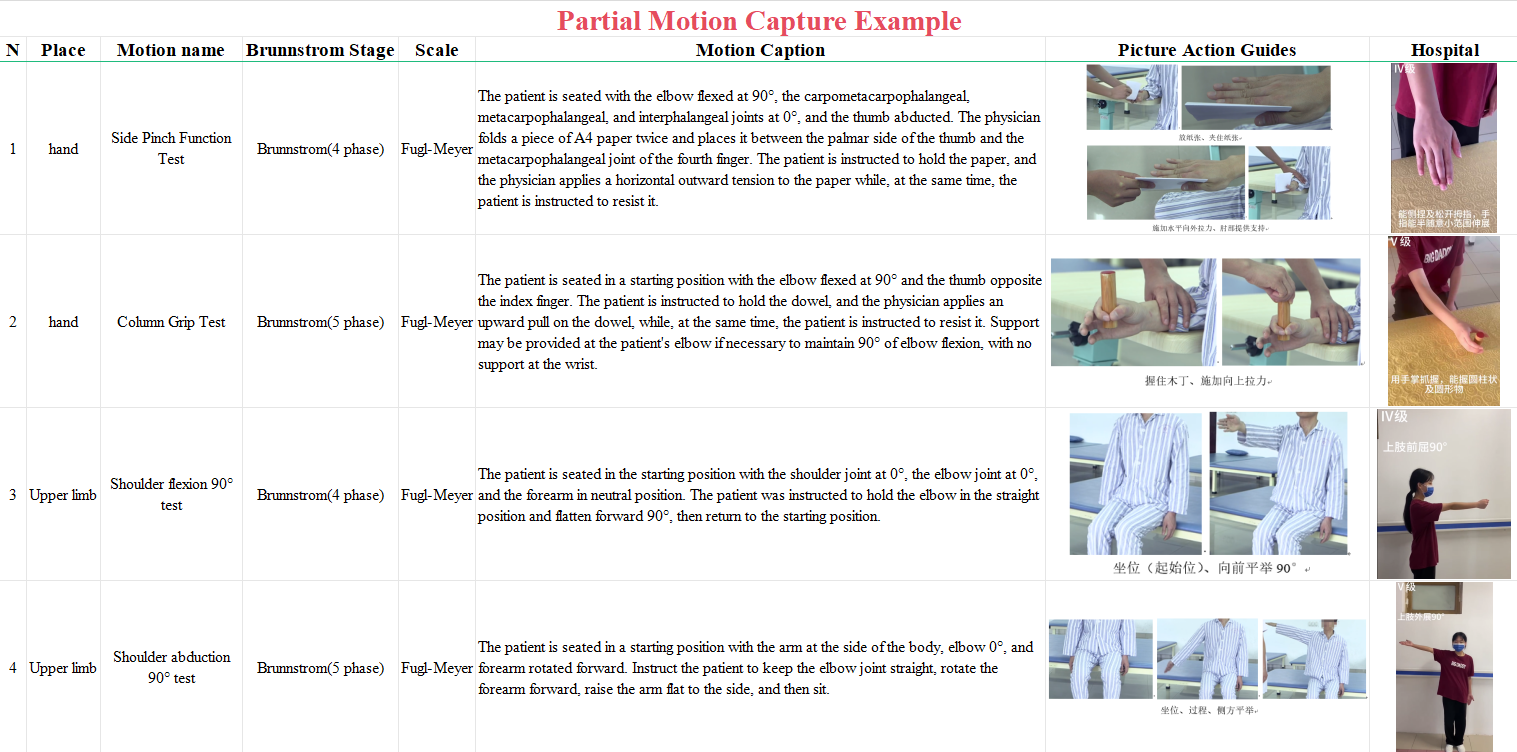 Partial Motion Capture Example
N Place Motion name Brunnstrom Stage Scale Motion Caption Picture Action Guides Hospital
1
hand
Side Pinch Function
Test
Brunnstrom(4 phase)
Fugl-Meyer
The patient is seated with the elbow flexed at 90°, the carpometacarpophalangeal,
metacarpophalangeal, and interphalangeal joints at 0°, and the thumb abducted. The physician
folds a piece of A4 paper twice and places it between the palmar side of the thumb and the
metacarpophalangeal joint of the fourth finger. The patient is instructed to hold the paper, and
the physician applies a horizontal outward tension to the paper while, at the same time, the
patient is instructed to resist it.
放纸张、夹住纸张
施加水平向外拉力、肘部提供支持
IV级
能侧捏及松开拇指，手
指能半随意小范围伸展
2
hand
Column Grip Test
Brunnstrom(5 phase)
Fugl-Meyer
The patient is seated in a starting position with the elbow flexed at 90° and the thumb opposite
the index finger. The patient is instructed to hold the dowel, and the physician applies an
upward pull on the dowel, while, at the same time, the patient is instructed to resist it. Support
may be provided at the patient's elbow if necessary to maintain 90° of elbow flexion, with no
support at the wrist.
握住木丁、施加向上拉力
V 级
用手掌抓握，能握圆柱状
及圆形物
3
Upper limb
Shoulder flexion 90°
test
Brunnstrom(4 phase)
Fugl-Meyer
The patient is seated in the starting position with the shoulder joint at 0°, the elbow joint at 0°,
and the forearm in neutral position. The patient was instructed to hold the elbow in the straight
position and flatten forward 90°, then return to the starting position.
坐位（起始位）、向前平举 90°
IV级
上肢前屈90°
4
Upper limb
Shoulder abduction
90° test
Brunnstrom(5 phase)
Fugl-Meyer
The patient is seated in a starting position with the arm at the side of the body, elbow 0°, and
forearm rotated forward. Instruct the patient to keep the elbow joint straight, rotate the
forearm forward, raise the arm flat to the side, and then sit.
坐位、过程、侧方平举
V 级
上肢外展90°